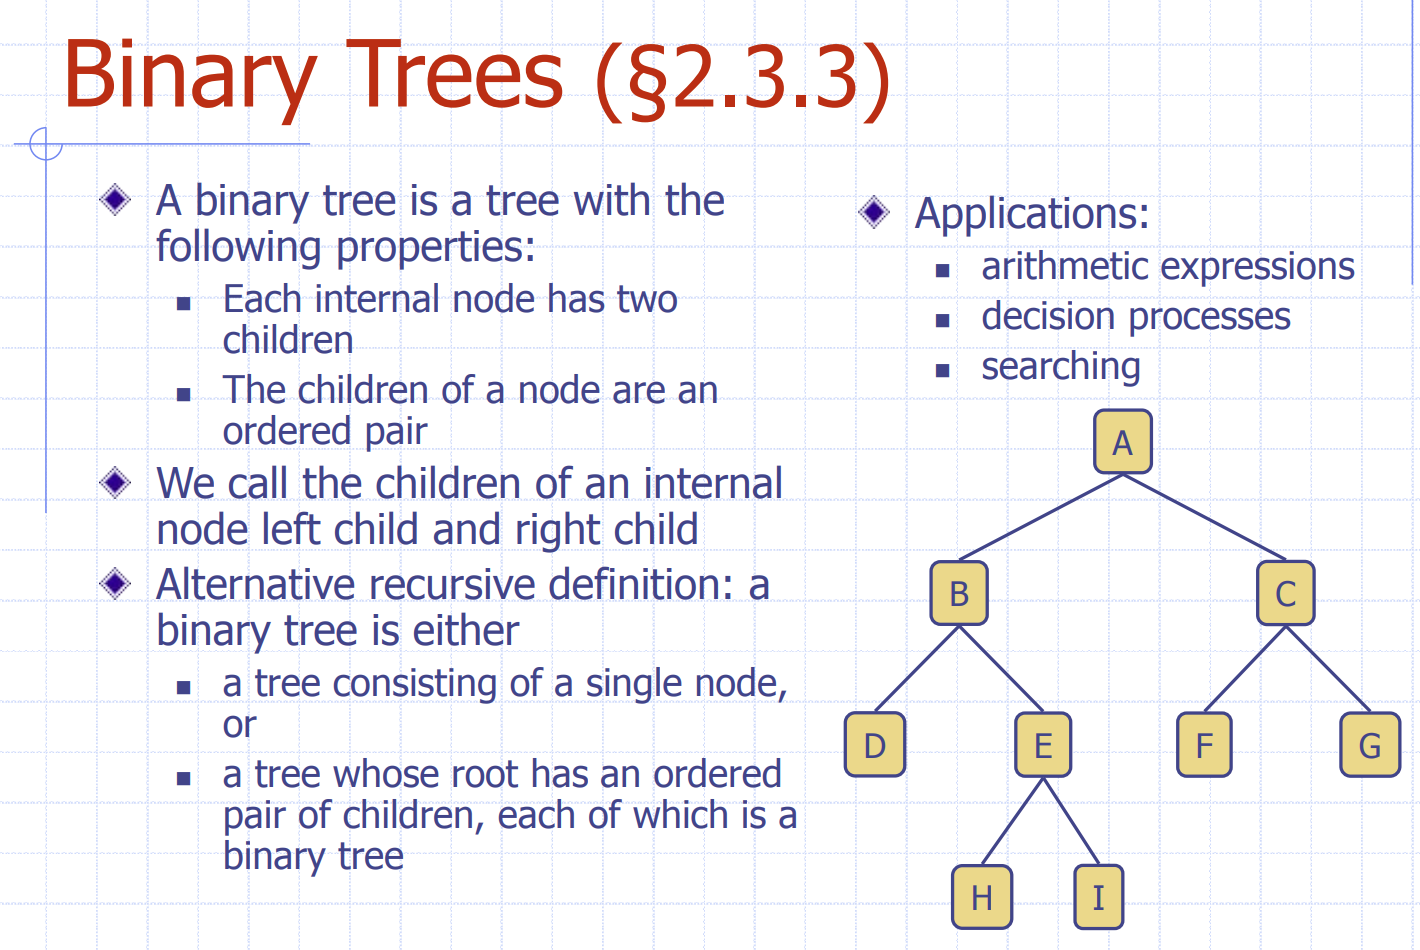 Binary Trees (§2.3.3)
A binary tree is a tree with the
following properties:
Each internal node has two
children
The children of a node are an
ordered pair
We call the children of an internal
node left child and right child
Alternative recursive definition: a
binary tree is either
a tree consisting of a single node,
or
a tree whose root has an ordered
pair of children, each of which is a
binary tree
Applications:
arithmetic expressions
decision processes
searching
A
B C
D E F G
H I